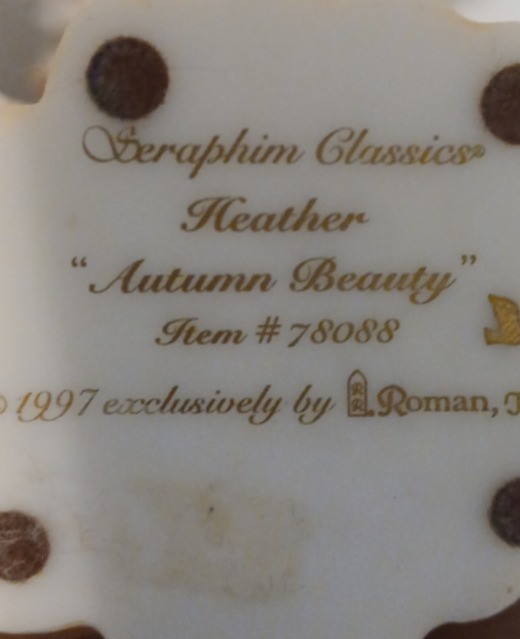 Seraphim Classics®
Heather
“Autumn Beauty”
Item # 78088
© 1997 exclusively by Roman,